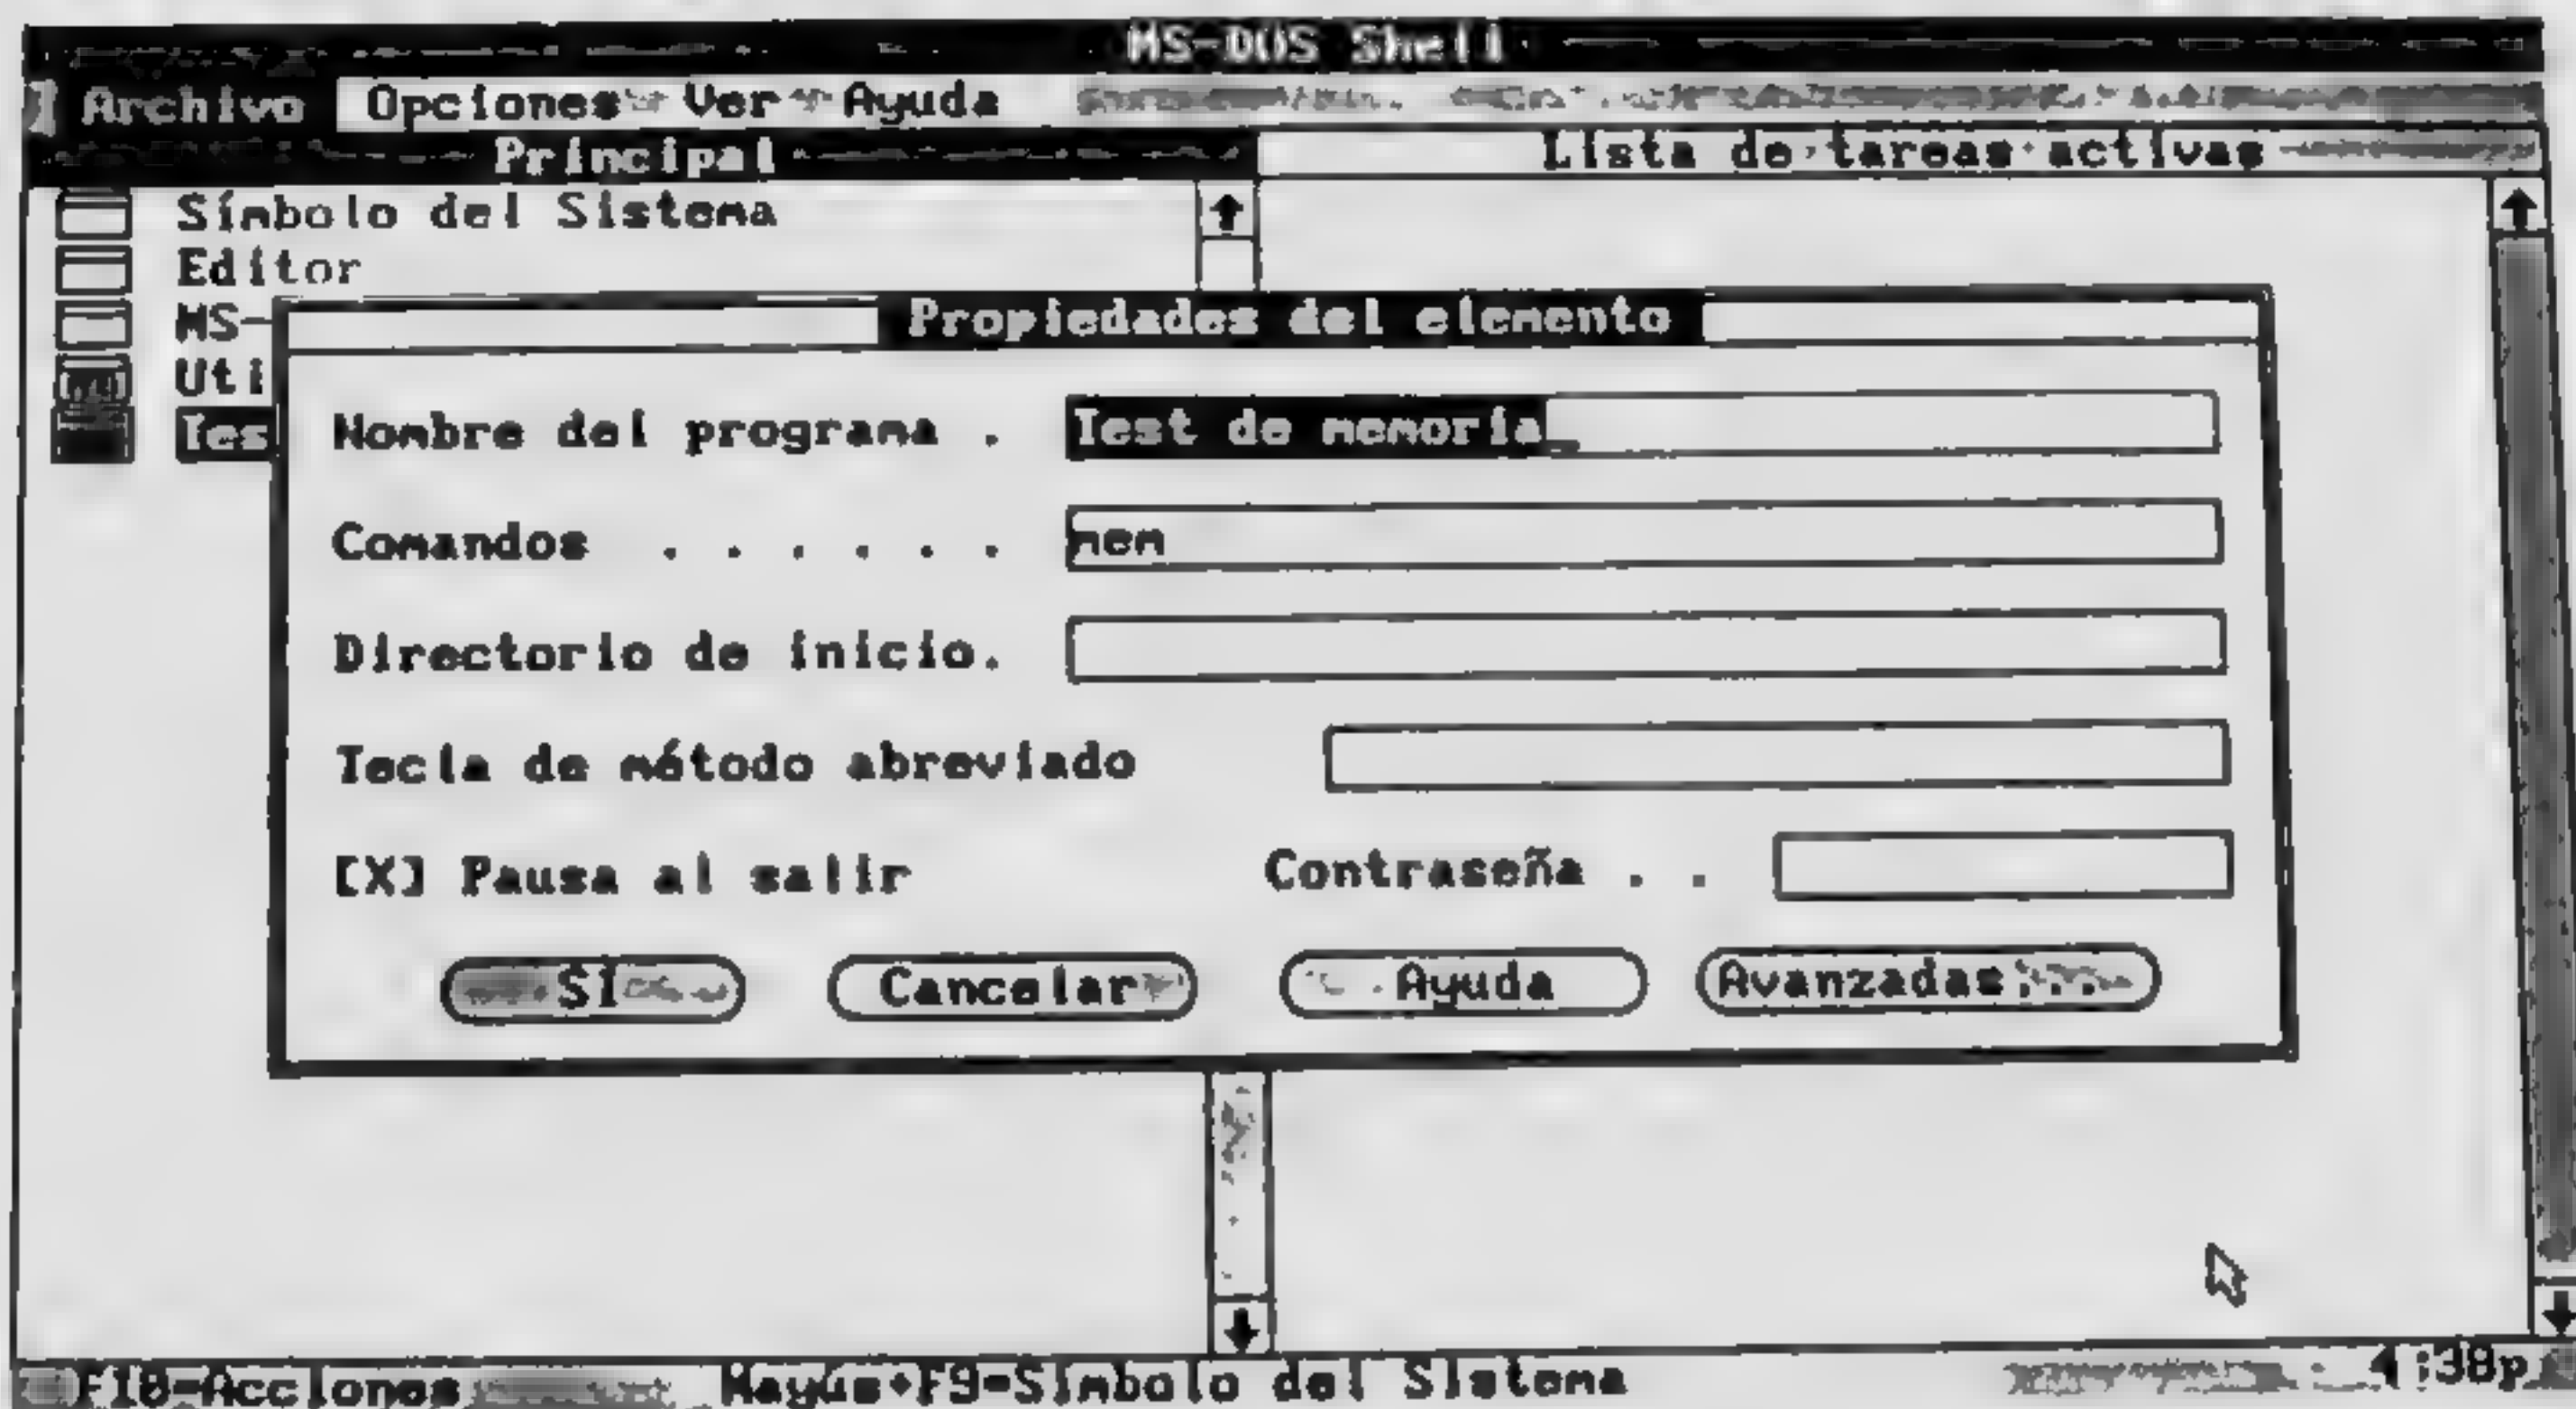 MS-DOS Shell
Archivo Opciones Ver Ayuda
Principal
Lista de tareas activas
Símbolo del Sistema
Editor
MS-
Uti
Tes
Propiedades del elemento
Nombre del programa . Test de memoria
Comandos . . . . . . mem
Directorio de inicio.
Tecla de método abreviado
[X] Pausa al salir
Contraseña . .
SI
Cancelar
Ayuda
Avanzadas...
F10=Acciones
Mayús+F9=Símbolo del Sistema
:38p